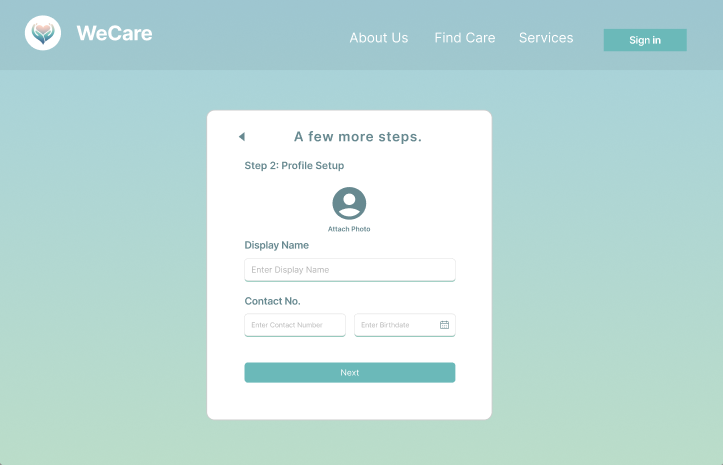 WeCare
About Us Find Care Services Sign in
A few more steps.
Step 2: Profile Setup
Attach Photo
Display Name
Enter Display Name
Contact No.
Enter Contact Number Enter Birthdate
Next